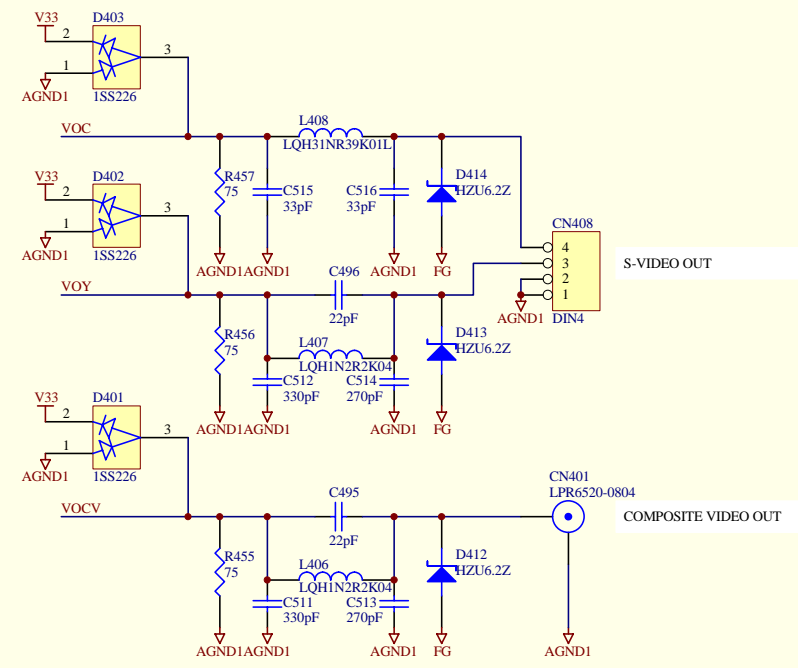 V33
D403
2
3
1
AGND1
1SS226
VOC
L408
LQH31NR39K01L
V33
D402
2
3
1
AGND1
1SS226
R457
75
C515
33pF
C516
33pF
D414
HZU6.2Z
AGND1
AGND1
AGND1
FG
CN408
4
3
2
1
AGND1
DIN4
S-VIDEO OUT
VOY
C496
22pF
R456
75
L407
LQH1N2R2K04
C512
330pF
C514
270pF
D413
HZU6.2Z
AGND1
AGND1
AGND1
FG
V33
D401
2
3
1
AGND1
1SS226
VOCV
C495
22pF
CN401
LPR6520-0804
COMPOSITE VIDEO OUT
R455
75
L406
LQH1N2R2K04
C511
330pF
C513
270pF
D412
HZU6.2Z
AGND1
AGND1
AGND1
FG
AGND1